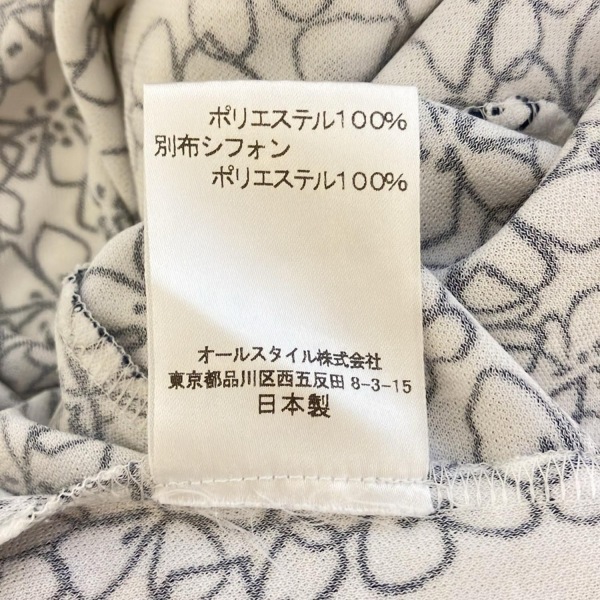 ポリエステル100%
別布シフォン
ポリエステル100%
オールスタイル株式会社
東京都品川区西五反田 8-3-15
日本製